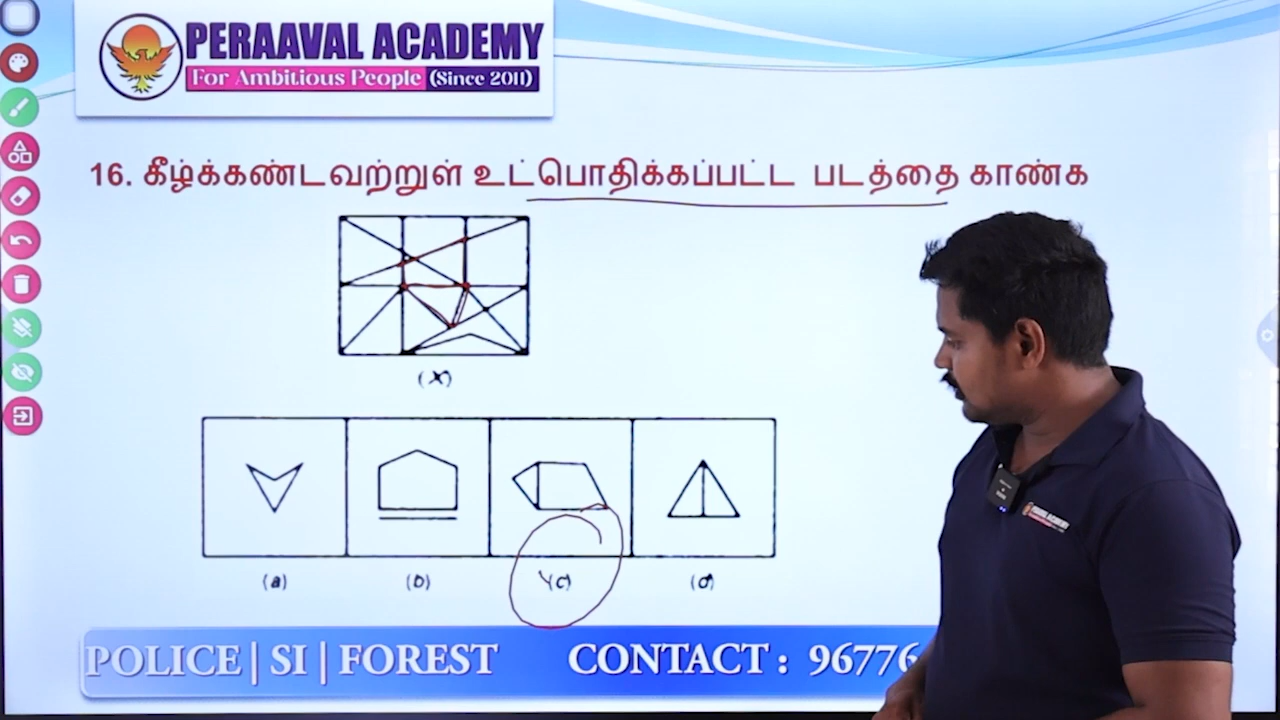 PERAAVAL ACADEMY
For Ambitious People (Since 2011)
16. கீழ்க்கண்டவற்றுள் உட்பொதிக்கப்பட்ட படத்தை காண்க
(X)
(a) (b) (c) (d)
POLICE | SI | FOREST CONTACT : 96776